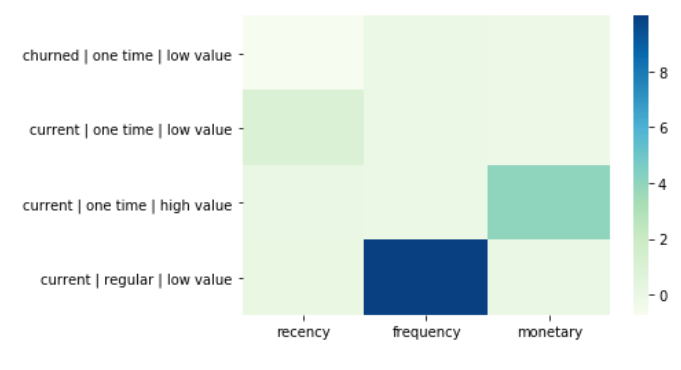 churned | one time | low value
current | one time | low value
current | one time | high value
current | regular | low value
recency frequency monetary
8
6
4
2
0